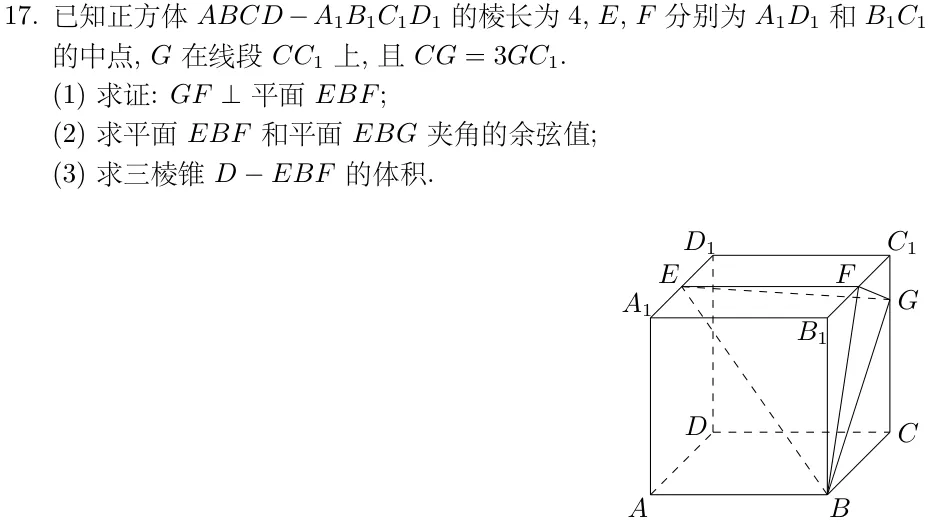 17. 已知正方体 ABCD − A₁B₁C₁D₁ 的棱长为 4, E, F 分别为 A₁D₁ 和 B₁C₁
的中点, G 在线段 CC₁ 上, 且 CG = 3GC₁.
(1) 求证: GF ⊥ 平面 EBF;
(2) 求平面 EBF 和平面 EBG 夹角的余弦值;
(3) 求三棱锥 D − EBF 的体积.
D₁ C₁
E F
A₁ G
B₁
D C
A B